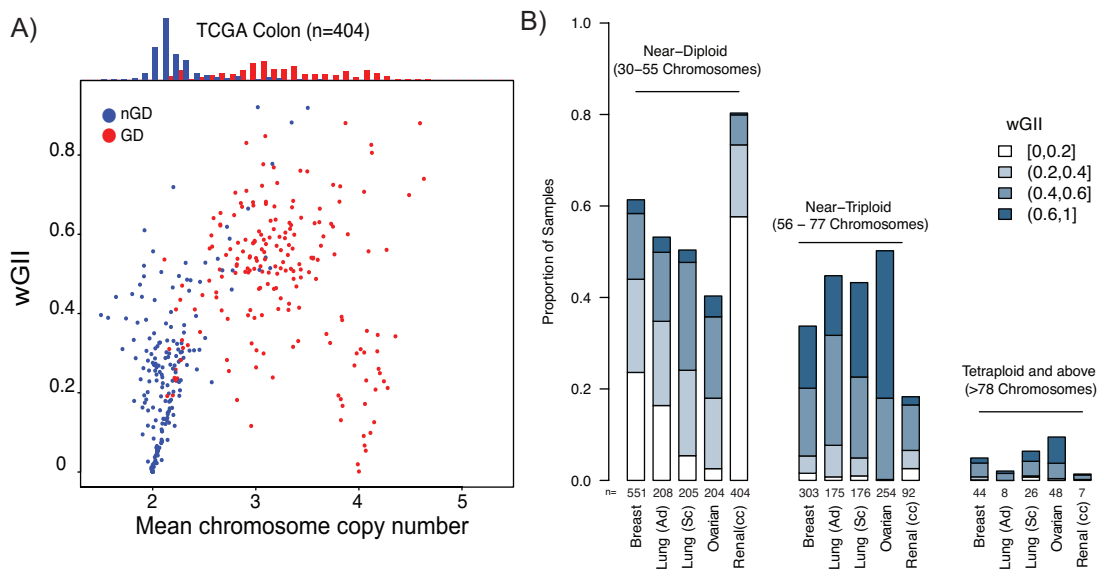 A)
TCGA Colon (n=404)
nGD
GD
wGII
0.8
0.6
0.4
0.2
0
2
3
4
5
Mean chromosome copy number
B)
Proportion of Samples
1.0
0.8
0.6
0.4
0.2
0.0
Near−Diploid
(30−55 Chromosomes)
Near−Triploid
(56 − 77 Chromosomes)
Tetraploid and above
(>78 Chromosomes)
wGII
[0,0.2]
(0.2,0.4]
(0.4,0.6]
(0.6,1]
n= 551 208 205 204 404 303 175 176 254 92 44 8 26 48 7
Breast
Lung (Ad)
Lung (Sc)
Ovarian
Renal(cc)
Breast
Lung (Ad)
Lung (Sc)
Ovarian
Renal (cc)
Breast
Lung (Ad)
Lung (Sc)
Ovarian
Renal (cc)